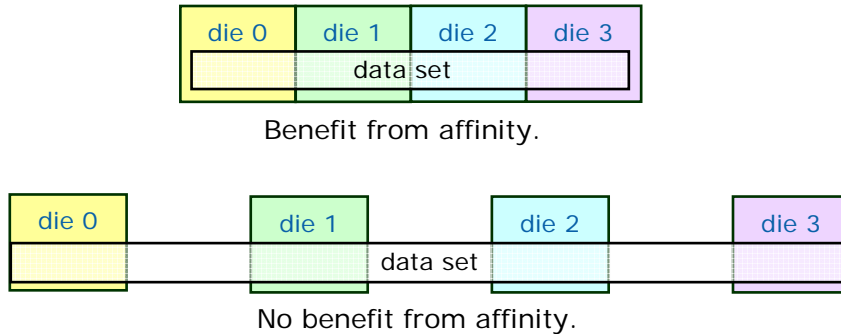 die 0 die 1 die 2 die 3
data set
Benefit from affinity.
die 0 die 1 die 2 die 3
data set
No benefit from affinity.